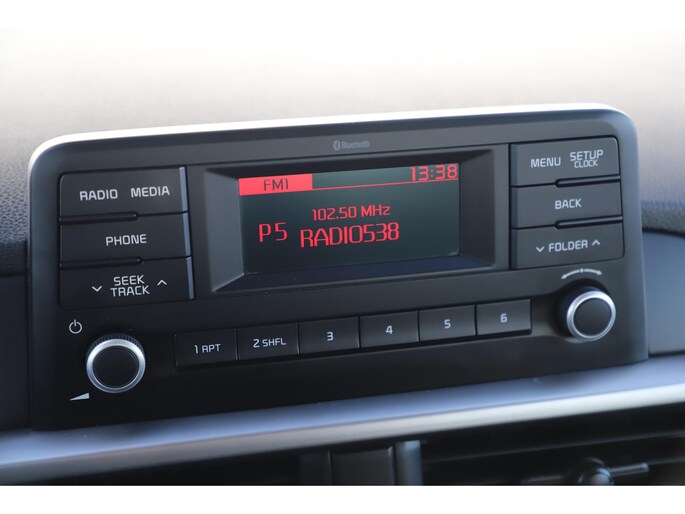 Bluetooth
RADIO MEDIA
PHONE
SEEK
TRACK
FM1 13:38
102.50 MHz
P5 RADIO538
MENU SETUP
CLOCK
BACK
FOLDER
1 RPT 2 SHFL 3 4 5 6